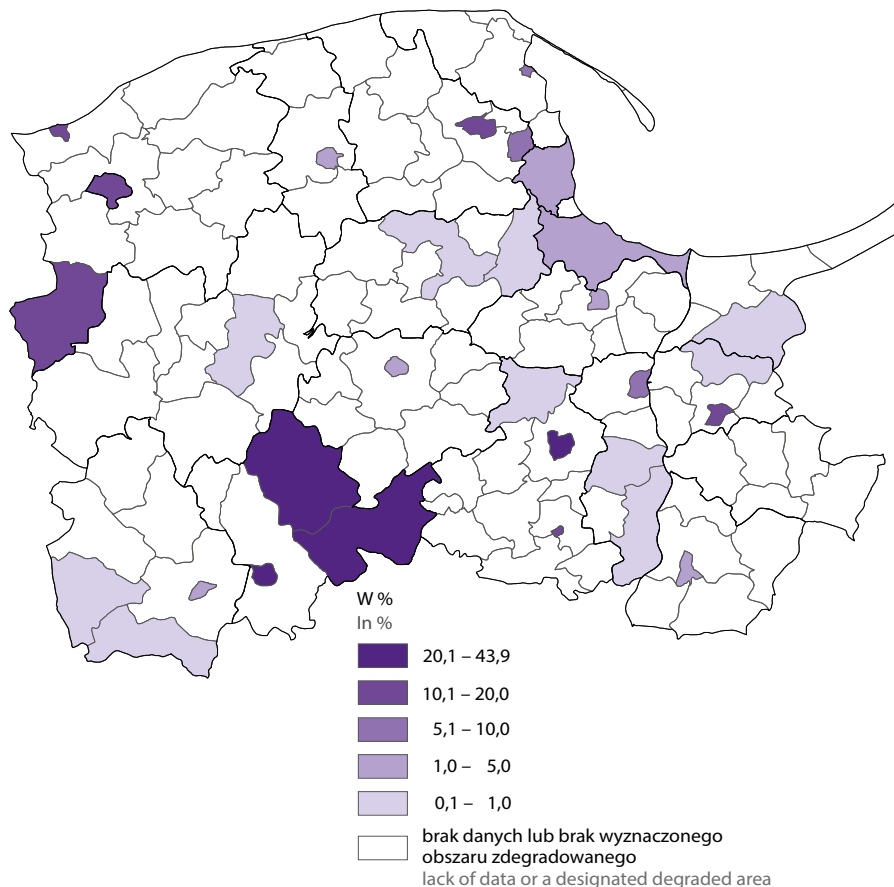 W %
In %
20,1 – 43,9
10,1 – 20,0
5,1 – 10,0
1,0 – 5,0
0,1 – 1,0
brak danych lub brak wyznaczonego
obszaru zdegradowanego
lack of data or a designated degraded area